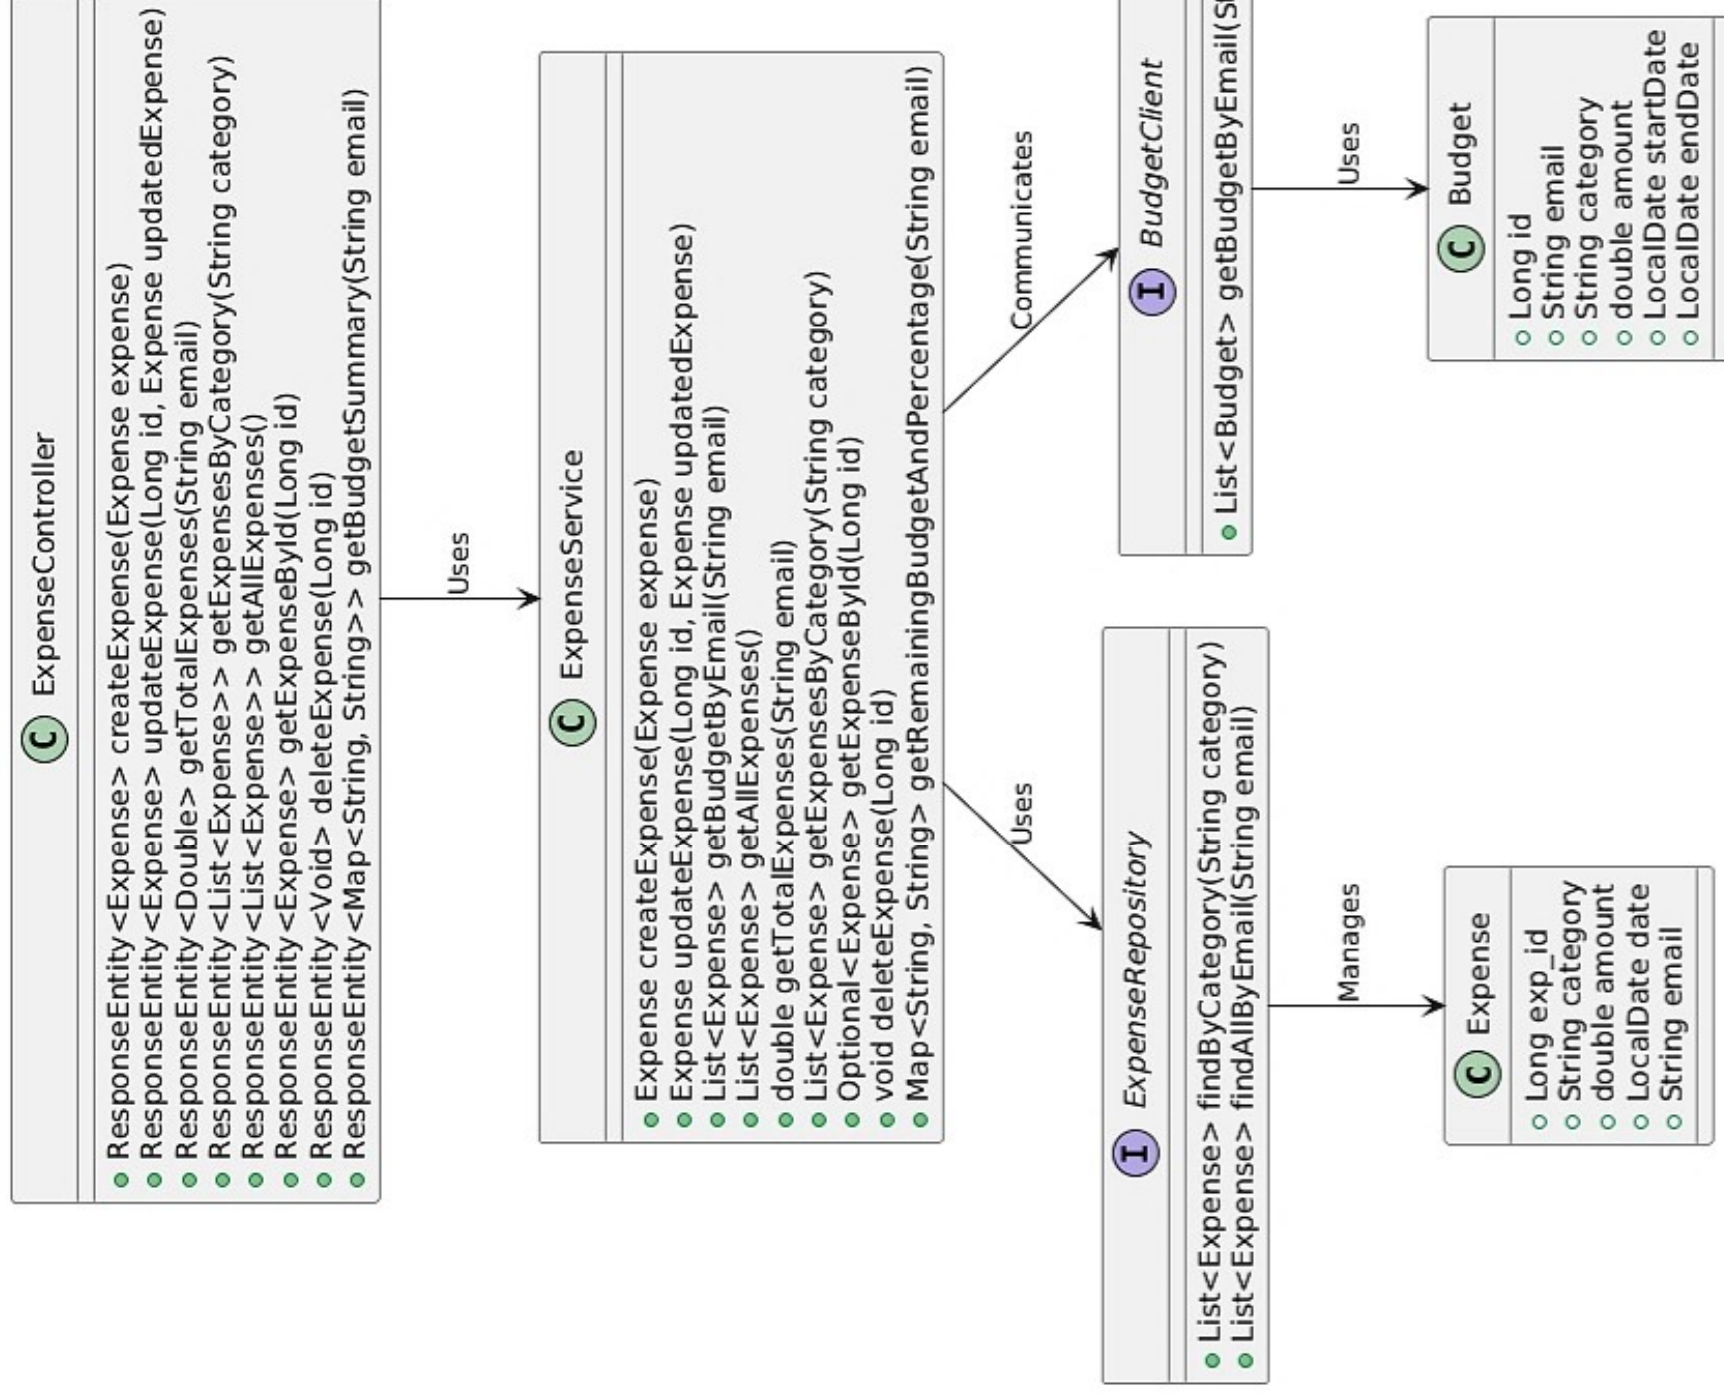 C ExpenseController
ResponseEntity<Expense> createExpense(Expense expense)
ResponseEntity<Expense> updateExpense(Long id, Expense updatedExpense)
ResponseEntity<Double> getTotalExpenses(String email)
ResponseEntity<List<Expense>> getExpensesByCategory(String category)
ResponseEntity<List<Expense>> getAllExpenses()
ResponseEntity<Expense> getExpenseById(Long id)
ResponseEntity<Void> deleteExpense(Long id)
ResponseEntity<Map<String, String>> getBudgetSummary(String email)
Uses
C ExpenseService
Expense createExpense(Expense expense)
Expense updateExpense(Long id, Expense updatedExpense)
List<Expense> getBudgetByEmail(String email)
List<Expense> getAllExpenses()
double getTotalExpenses(String email)
List<Expense> getExpensesByCategory(String category)
Optional<Expense> getExpenseById(Long id)
void deleteExpense(Long id)
Map<String, String> getRemainingBudgetAndPercentage(String email)
Uses
Communicates
I ExpenseRepository
List<Expense> findByCategory(String category)
List<Expense> findAllByEmail(String email)
I BudgetClient
List<Budget> getBudgetByEmail(
Manages
Uses
C Expense
Long exp_id
String category
double amount
LocalDate date
String email
C Budget
Long id
String email
String category
double amount
LocalDate startDate
LocalDate endDate